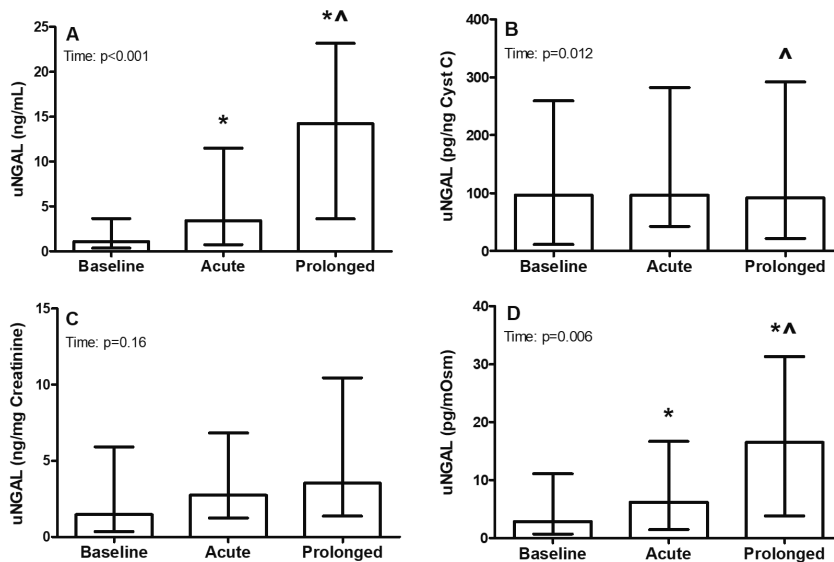 A
Time: p<0.001
uNGAL (ng/mL)
25
20
15
10
5
0
*
*^
Baseline Acute Prolonged
B
Time: p=0.012
uNGAL (pg/ng Cyst C)
400
300
200
100
0
^
Baseline Acute Prolonged
C
Time: p=0.16
uNGAL (ng/mg Creatinine)
15
10
5
0
Baseline Acute Prolonged
D
Time: p=0.006
uNGAL (pg/mOsm)
40
30
20
10
0
*
*^
Baseline Acute Prolonged